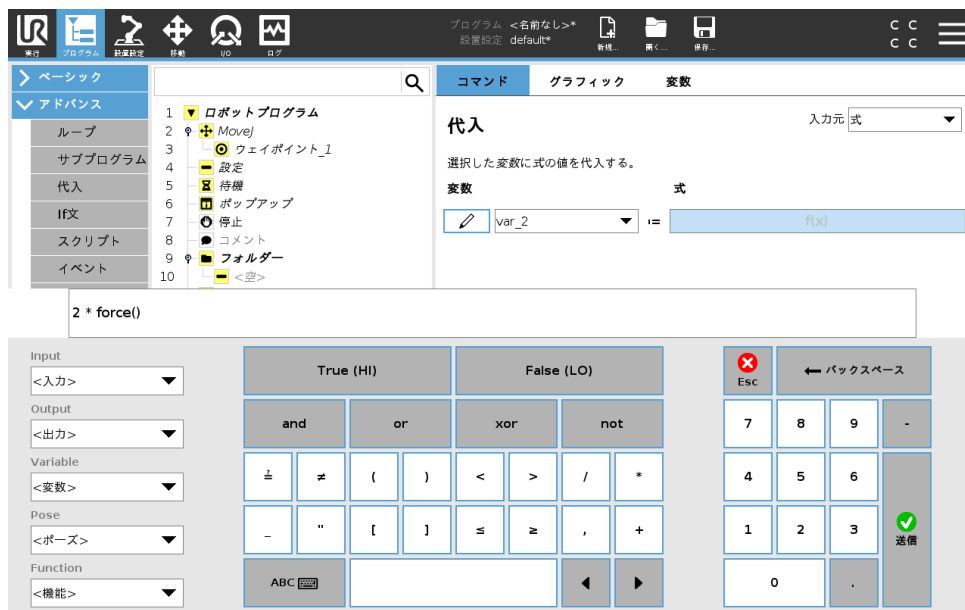 プログラム <名前なし>*
設置設定 default*
実行 プログラム 設置設定 移動 I/O ログ
新規... 開く... 保存...
C C
C C
ベーシック
アドバンス
ループ
サブプログラム
代入
If文
スクリプト
イベント
1 ロボットプログラム
2 MoveJ
3 ウェイポイント_1
4 設定
5 待機
6 ポップアップ
7 停止
8 コメント
9 フォルダー
10 <空>
コマンド グラフィック 変数
代入
入力元 式
選択した変数に式の値を代入する。
変数 式
var_2 := f(x)
2 * force()
Input
<入力>
Output
<出力>
Variable
<変数>
Pose
<ポーズ>
Function
<機能>
True (HI) False (LO)
and or xor not
≟ ≠ ( ) < > / *
_ " [ ] ≤ ≥ , +
ABC
Esc バックスペース
7 8 9 -
4 5 6
1 2 3 送信
0 .